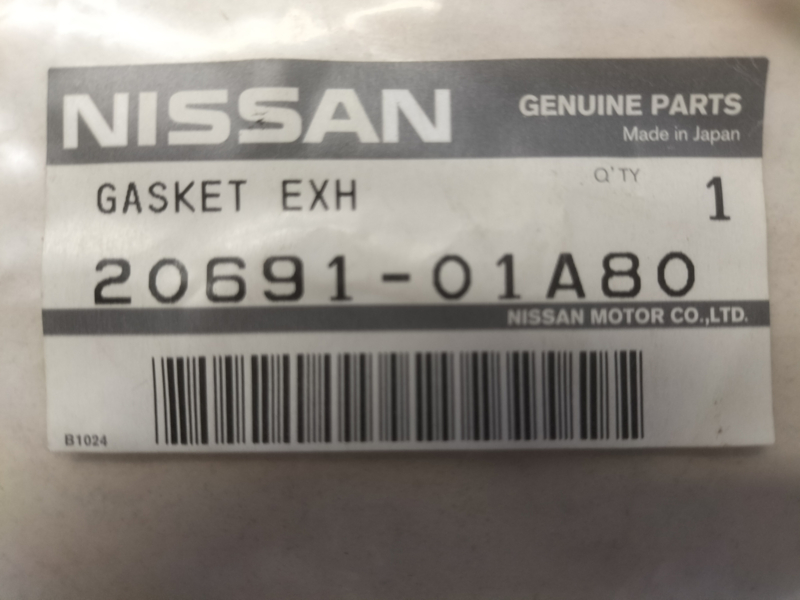 NISSAN
GENUINE PARTS
Made in Japan
GASKET EXH
Q'TY
1
20691-01A80
NISSAN MOTOR CO.,LTD.
B1024